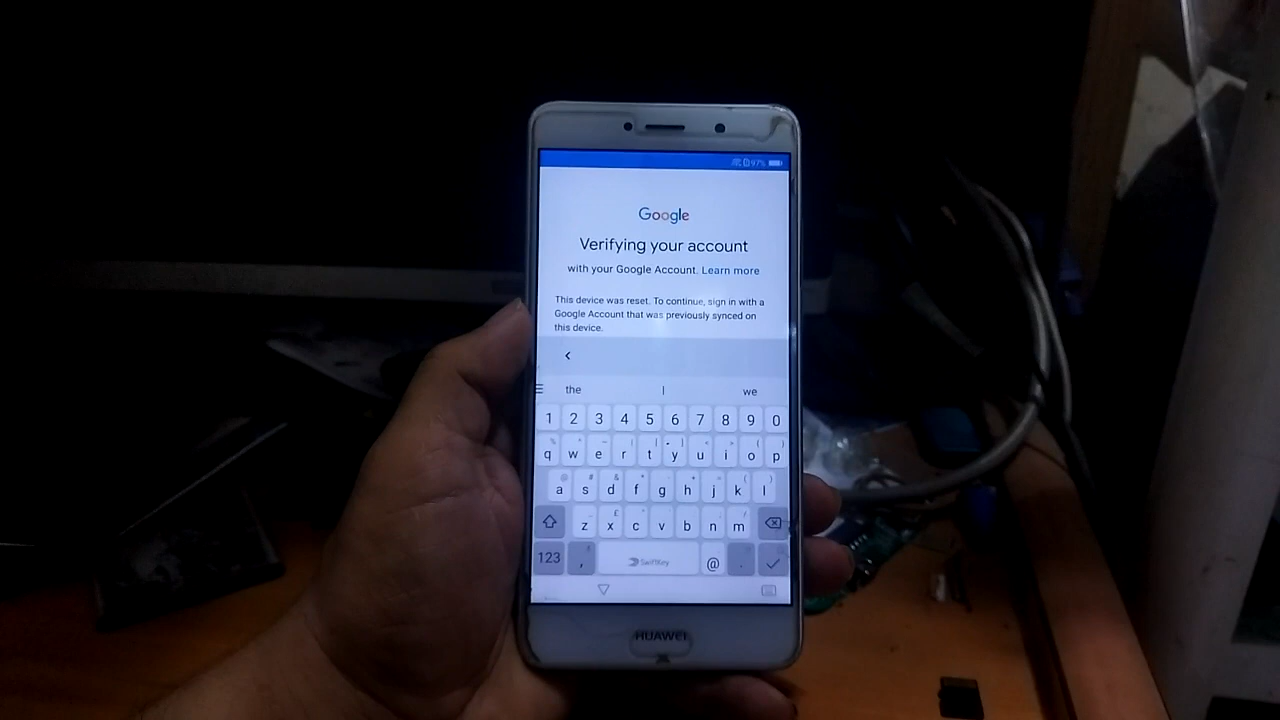 97%
Google
Verifying your account
with your Google Account. Learn more
This device was reset. To continue, sign in with a
Google Account that was previously synced on
this device.
the I we
1 2 3 4 5 6 7 8 9 0
q w e r t y u i o p
a s d f g h j k l
z x c v b n m
123 , SwiftKey @ .
HUAWEI